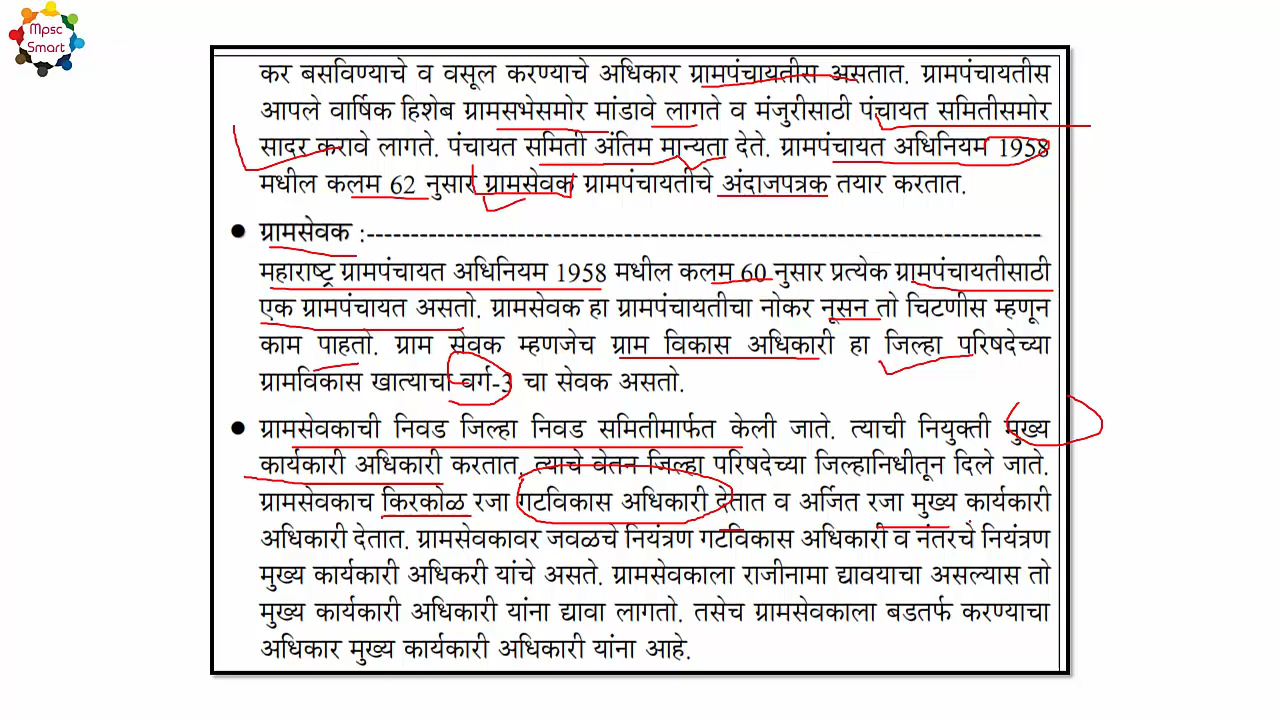 Mpsc
Smart
कर बसविण्याचे व वसूल करण्याचे अधिकार ग्रामपंचायतीस असतात. ग्रामपंचायतीस
आपले वार्षिक हिशेब ग्रामसभेसमोर मांडावे लागते व मंजुरीसाठी पंचायत समितीसमोर
सादर करावे लागते. पंचायत समिती अंतिम मान्यता देते. ग्रामपंचायत अधिनियम 1958
मधील कलम 62 नुसार ग्रामसेवक ग्रामपंचायतीचे अंदाजपत्रक तयार करतात.
● ग्रामसेवक :-----------------------------------------------------------------------------
महाराष्ट्र ग्रामपंचायत अधिनियम 1958 मधील कलम 60 नुसार प्रत्येक ग्रामपंचायतीसाठी
एक ग्रामपंचायत असतो. ग्रामसेवक हा ग्रामपंचायतीचा नोकर नूसन तो चिटणीस म्हणून
काम पाहतो. ग्राम सेवक म्हणजेच ग्राम विकास अधिकारी हा जिल्हा परिषदेच्या
ग्रामविकास खात्याचा वर्ग-3 चा सेवक असतो.
● ग्रामसेवकाची निवड जिल्हा निवड समितीमार्फत केली जाते. त्याची नियुक्ती मुख्य
कार्यकारी अधिकारी करतात. त्याचे वेतन जिल्हा परिषदेच्या जिल्हानिधीतून दिले जाते.
ग्रामसेवकाच किरकोळ रजा गटविकास अधिकारी देतात व अर्जित रजा मुख्य कार्यकारी
अधिकारी देतात. ग्रामसेवकावर जवळचे नियंत्रण गटविकास अधिकारी व नंतरचे नियंत्रण
मुख्य कार्यकारी अधिकरी यांचे असते. ग्रामसेवकाला राजीनामा द्यावयाचा असल्यास तो
मुख्य कार्यकारी अधिकारी यांना द्यावा लागतो. तसेच ग्रामसेवकाला बडतर्फ करण्याचा
अधिकार मुख्य कार्यकारी अधिकारी यांना आहे.